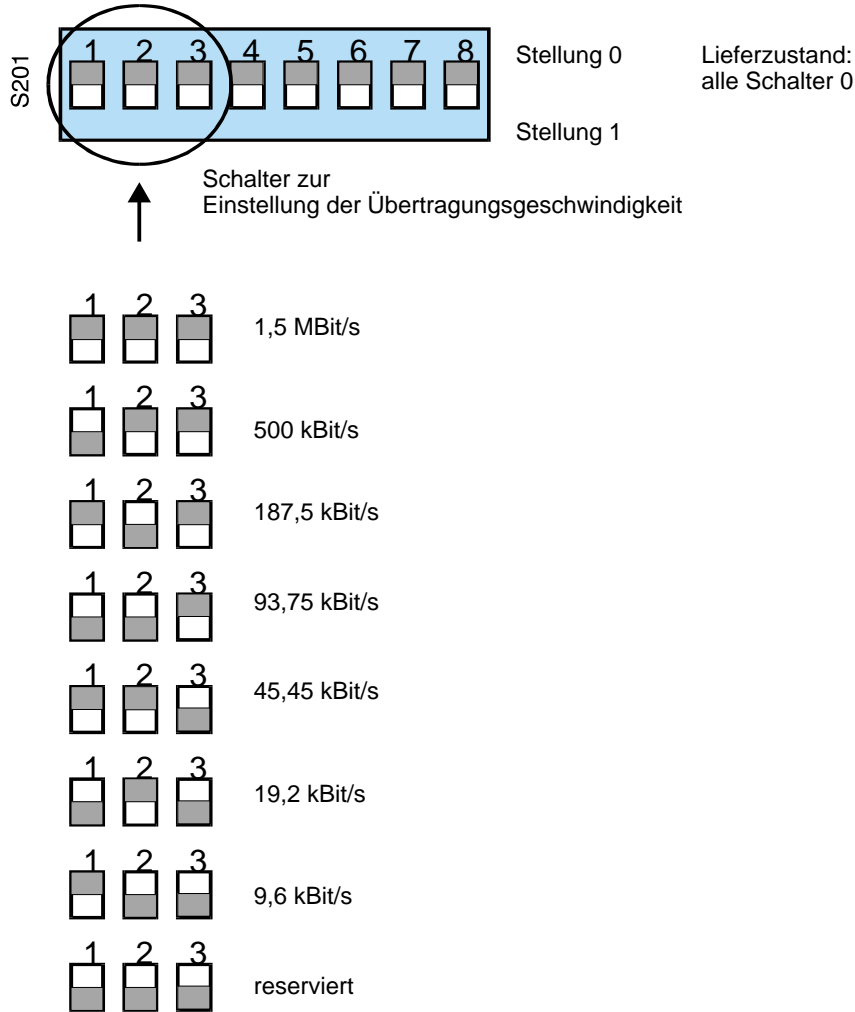 S201
1 2 3 4 5 6 7 8
Stellung 0
Stellung 1
Lieferzustand:
alle Schalter 0
Schalter zur
Einstellung der Übertragungsgeschwindigkeit
1 2 3
1,5 MBit/s
1 2 3
500 kBit/s
1 2 3
187,5 kBit/s
1 2 3
93,75 kBit/s
1 2 3
45,45 kBit/s
1 2 3
19,2 kBit/s
1 2 3
9,6 kBit/s
1 2 3
reserviert